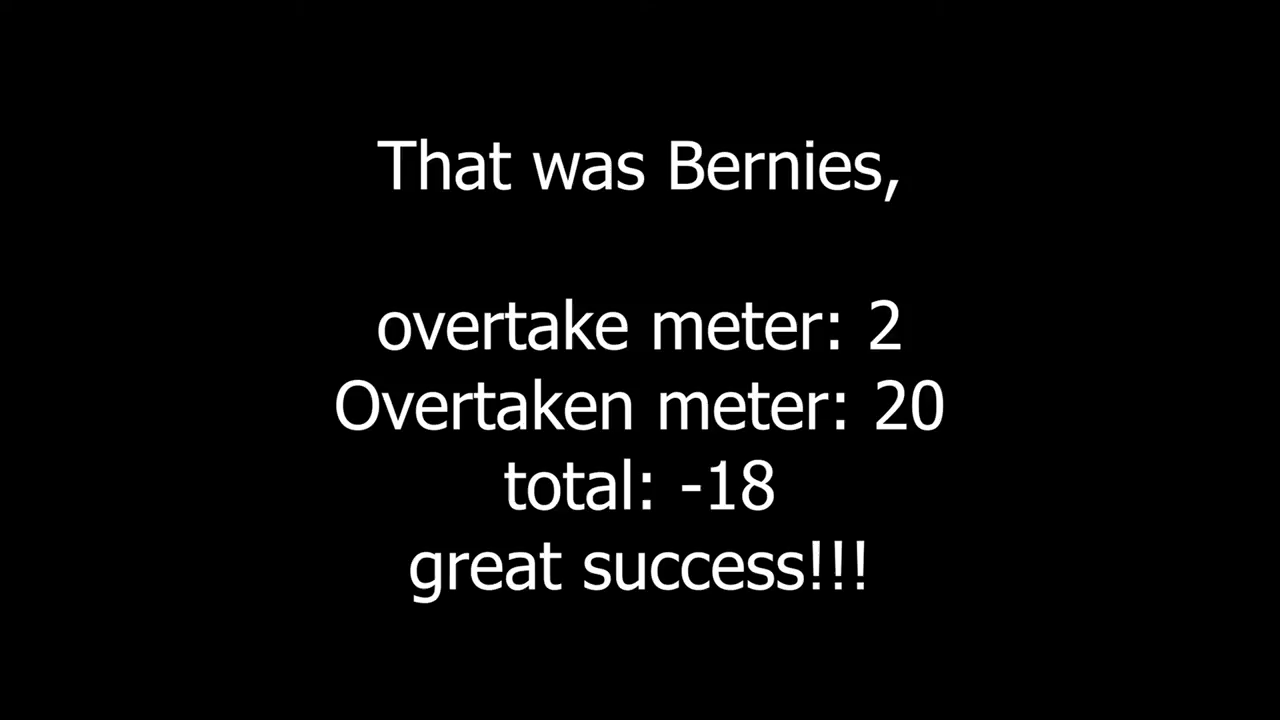 That was Bernies,
overtake meter: 2
Overtaken meter: 20
total: -18
great success!!!